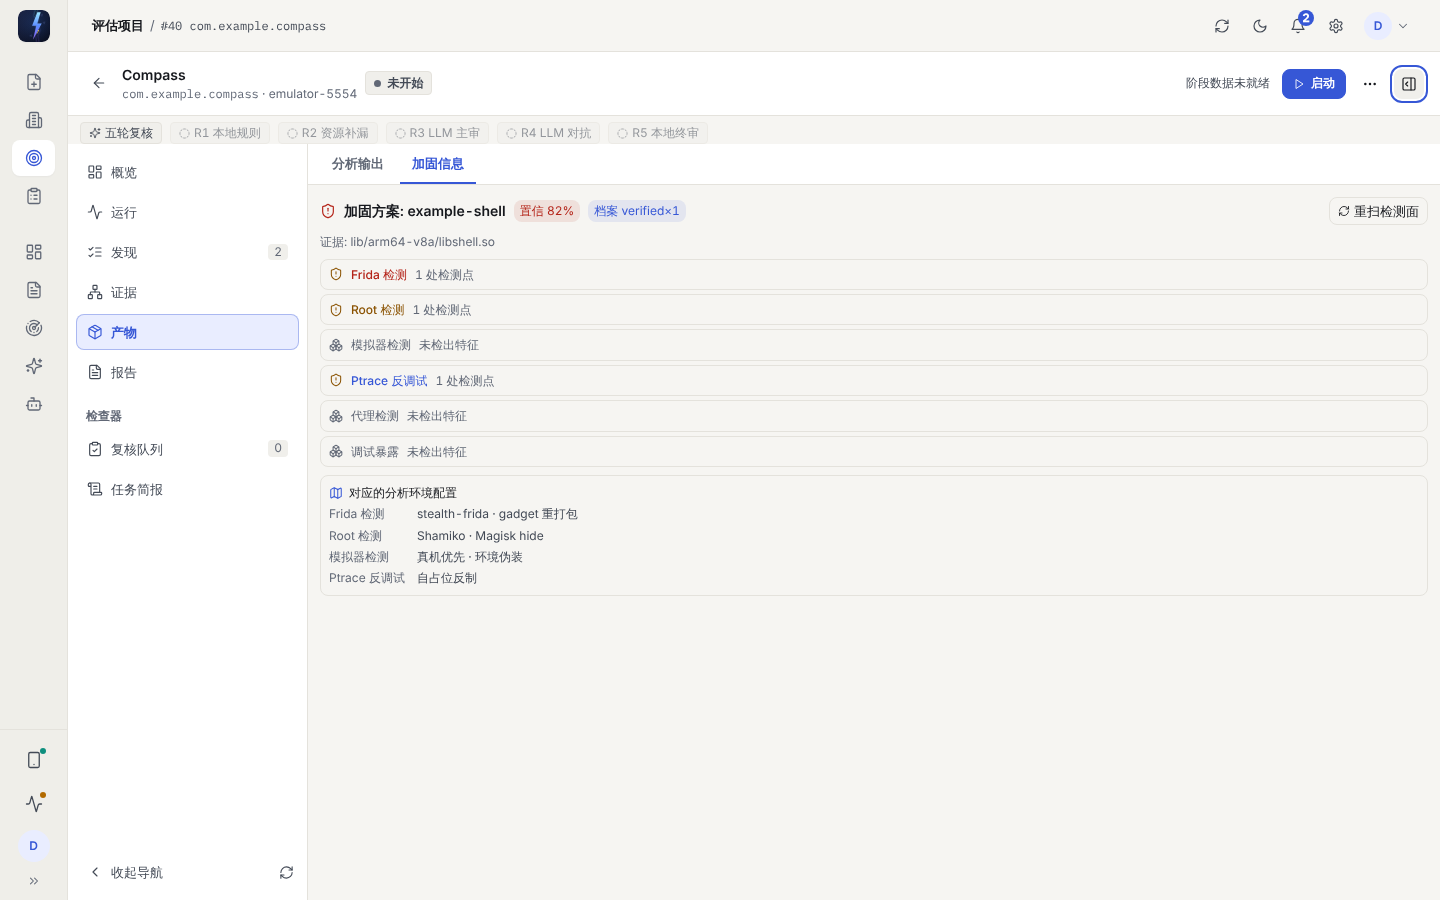 评估项目 / #40 com.example.compass
2
D
Compass
com.example.compass · emulator-5554
未开始
阶段数据未就绪
启动
五轮复核
R1 本地规则
R2 资源补漏
R3 LLM 主审
R4 LLM 对抗
R5 本地终审
概览
运行
发现 2
证据
产物
报告
检查器
复核队列 0
任务简报
收起导航
D
分析输出
加固信息
加固方案: example-shell
置信 82%
档案 verified×1
重扫检测面
证据: lib/arm64-v8a/libshell.so
Frida 检测 1 处检测点
Root 检测 1 处检测点
模拟器检测 未检出特征
Ptrace 反调试 1 处检测点
代理检测 未检出特征
调试暴露 未检出特征
对应的分析环境配置
Frida 检测 stealth-frida · gadget 重打包
Root 检测 Shamiko · Magisk hide
模拟器检测 真机优先 · 环境伪装
Ptrace 反调试 自占位反制